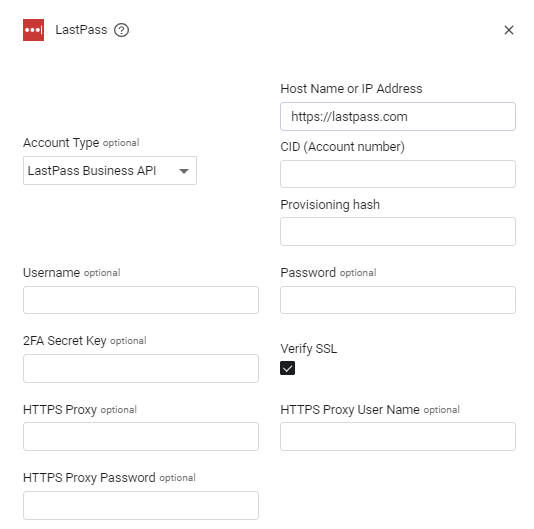 LastPass
Host Name or IP Address
https://lastpass.com
Account Type optional
LastPass Business API
CID (Account number)
Provisioning hash
Username optional
Password optional
2FA Secret Key optional
Verify SSL
HTTPS Proxy optional
HTTPS Proxy User Name optional
HTTPS Proxy Password optional